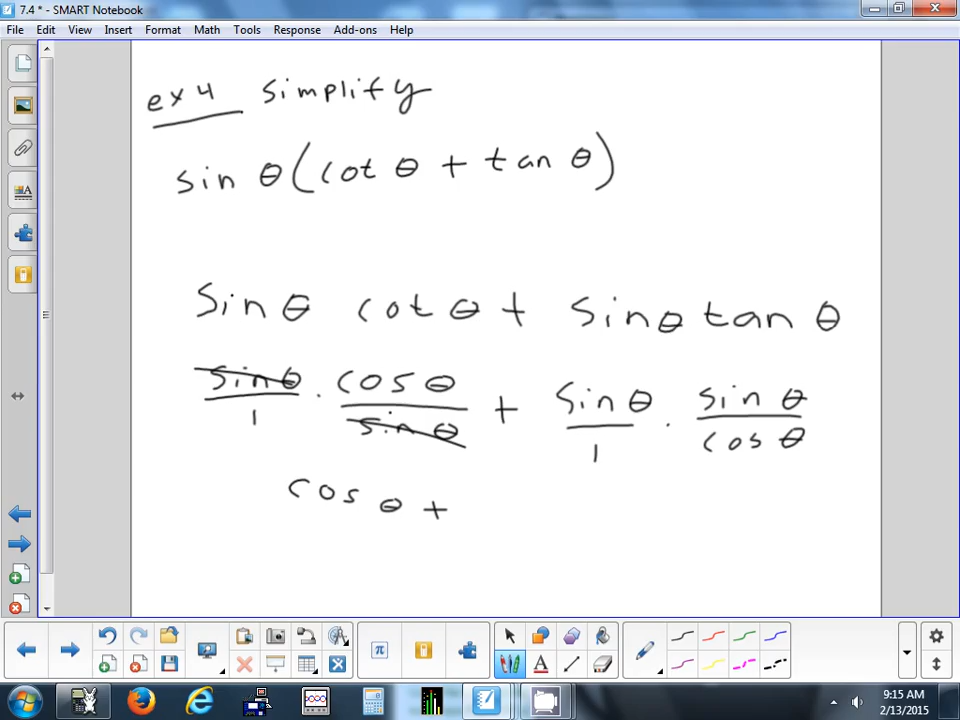 7.4 * - SMART Notebook
File Edit View Insert Format Math Tools Response Add-ons Help
ex 4 simplify
sin θ(cot θ + tan θ)
sin θ cot θ + sin θ tan θ
sin θ/1 · cos θ/sin θ + sin θ/1 · sin θ/cos θ
cos θ +
9:15 AM
2/13/2015